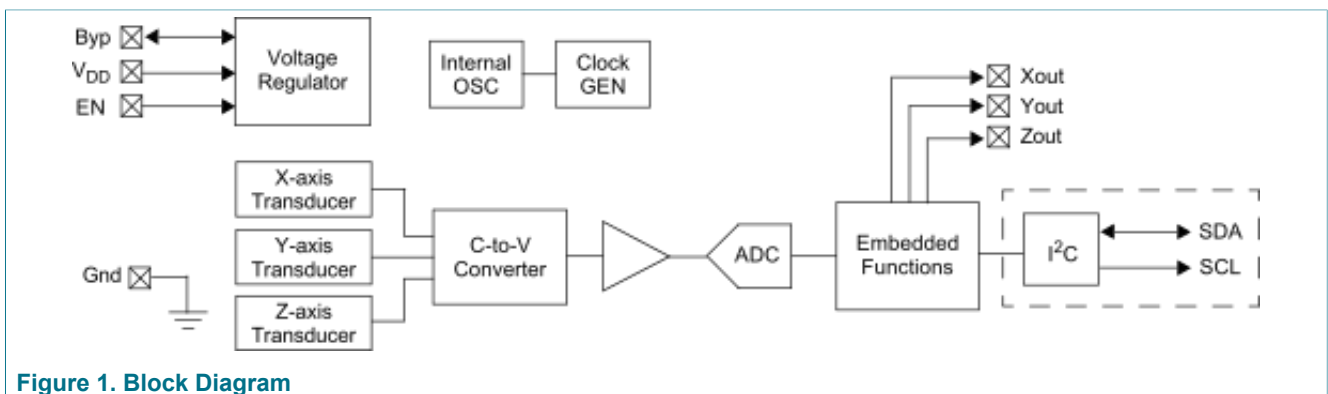 Byp
V_DD
EN
Voltage
Regulator
Internal
OSC
Clock
GEN
Xout
Yout
Zout
X-axis
Transducer
Y-axis
Transducer
Z-axis
Transducer
Gnd
C-to-V
Converter
ADC
Embedded
Functions
I²C
SDA
SCL
Figure 1. Block Diagram